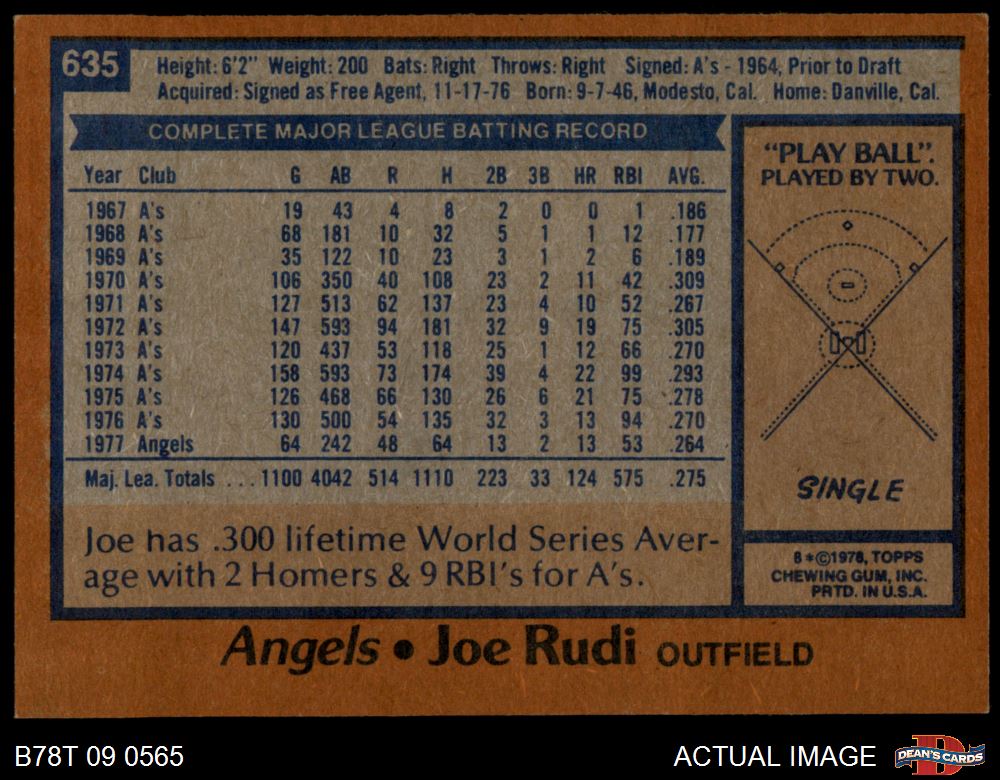 635
Height: 6'2" Weight: 200 Bats: Right Throws: Right Signed: A's - 1964, Prior to Draft
Acquired: Signed as Free Agent, 11-17-76 Born: 9-7-46, Modesto, Cal. Home: Danville, Cal.
COMPLETE MAJOR LEAGUE BATTING RECORD
Year Club G AB R H 2B 3B HR RBI AVG.
1967 A's 19 43 4 8 2 0 0 1 .186
1968 A's 68 181 10 32 5 1 1 12 .177
1969 A's 35 122 10 23 3 1 2 6 .189
1970 A's 106 350 40 108 23 2 11 42 .309
1971 A's 127 513 62 137 23 4 10 52 .267
1972 A's 147 593 94 181 32 9 19 75 .305
1973 A's 120 437 53 118 25 1 12 66 .270
1974 A's 158 593 73 174 39 4 22 99 .293
1975 A's 126 468 66 130 26 6 21 75 .278
1976 A's 130 500 54 135 32 3 13 94 .270
1977 Angels 64 242 48 64 13 2 13 53 .264
Maj. Lea. Totals ... 1100 4042 514 1110 223 33 124 575 .275
Joe has .300 lifetime World Series Aver-
age with 2 Homers & 9 RBI's for A's.
"PLAY BALL".
PLAYED BY TWO.
SINGLE
8*©1978, TOPPS
CHEWING GUM, INC.
PRTD. IN U.S.A.
Angels • Joe Rudi OUTFIELD
B78T 09 0565
ACTUAL IMAGE
D
DEAN'S CARDS